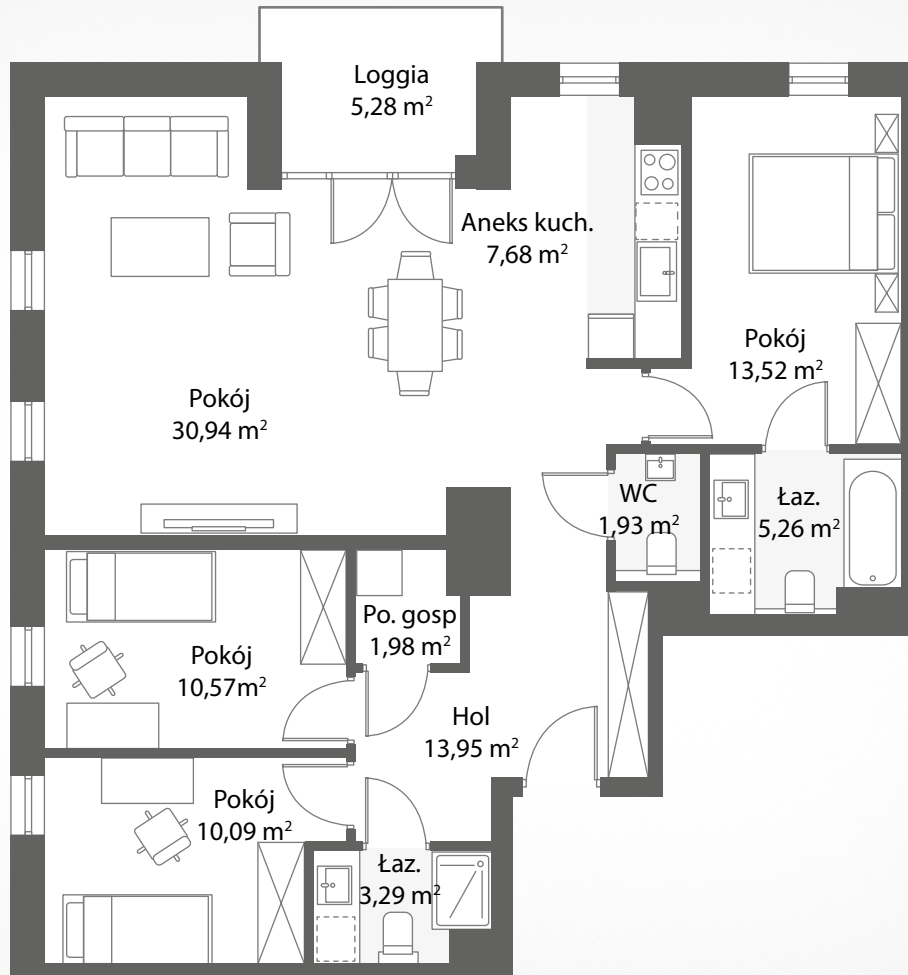 Loggia
5,28 m²
Aneks kuch.
7,68 m²
Pokój
13,52 m²
Pokój
30,94 m²
WC
1,93 m²
Łaz.
5,26 m²
Po. gosp
1,98 m²
Pokój
10,57m²
Hol
13,95 m²
Pokój
10,09 m²
Łaz.
3,29 m²